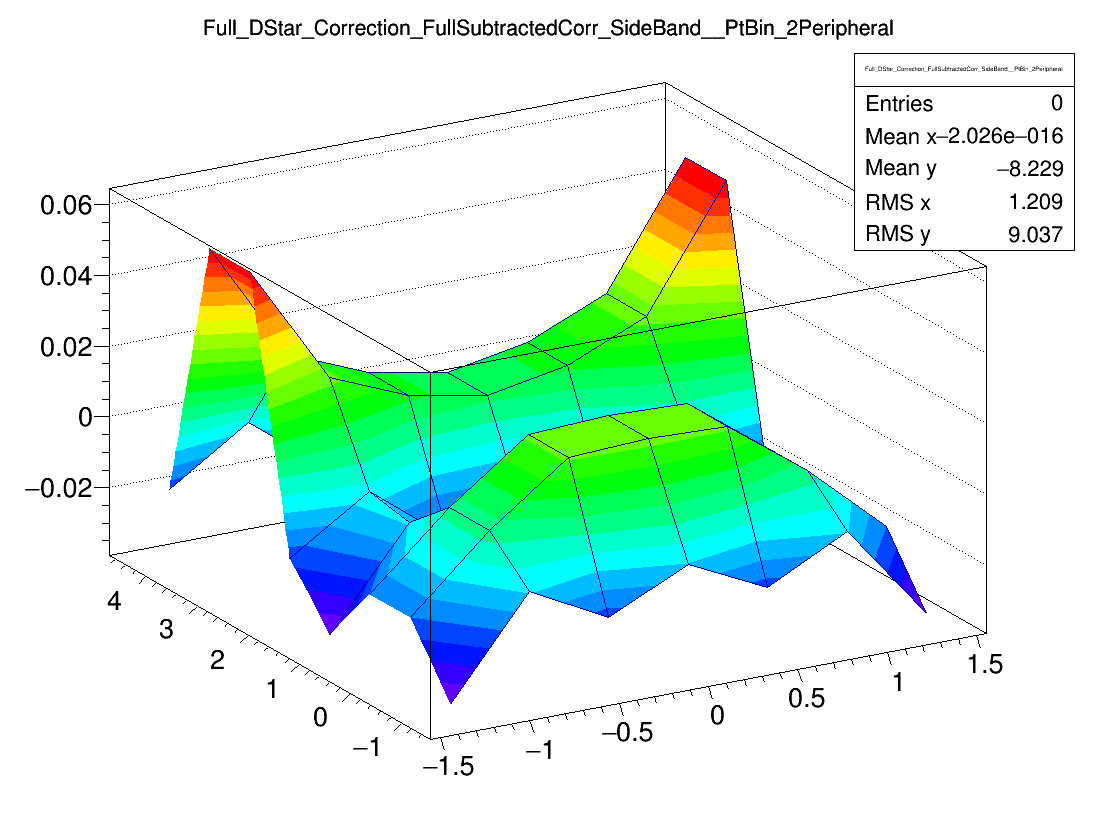 Full_DStar_Correction_FullSubtractedCorr_SideBand__PtBin_2Peripheral
Full_DStar_Correction_FullSubtractedCorr_SideBand__PtBin_2Peripheral
Entries 0
Mean x −2.026e−016
Mean y −8.229
RMS x 1.209
RMS y 9.037
0.06
0.04
0.02
0
−0.02
4
3
2
1
0
−1
−1.5
−1
−0.5
0
0.5
1
1.5